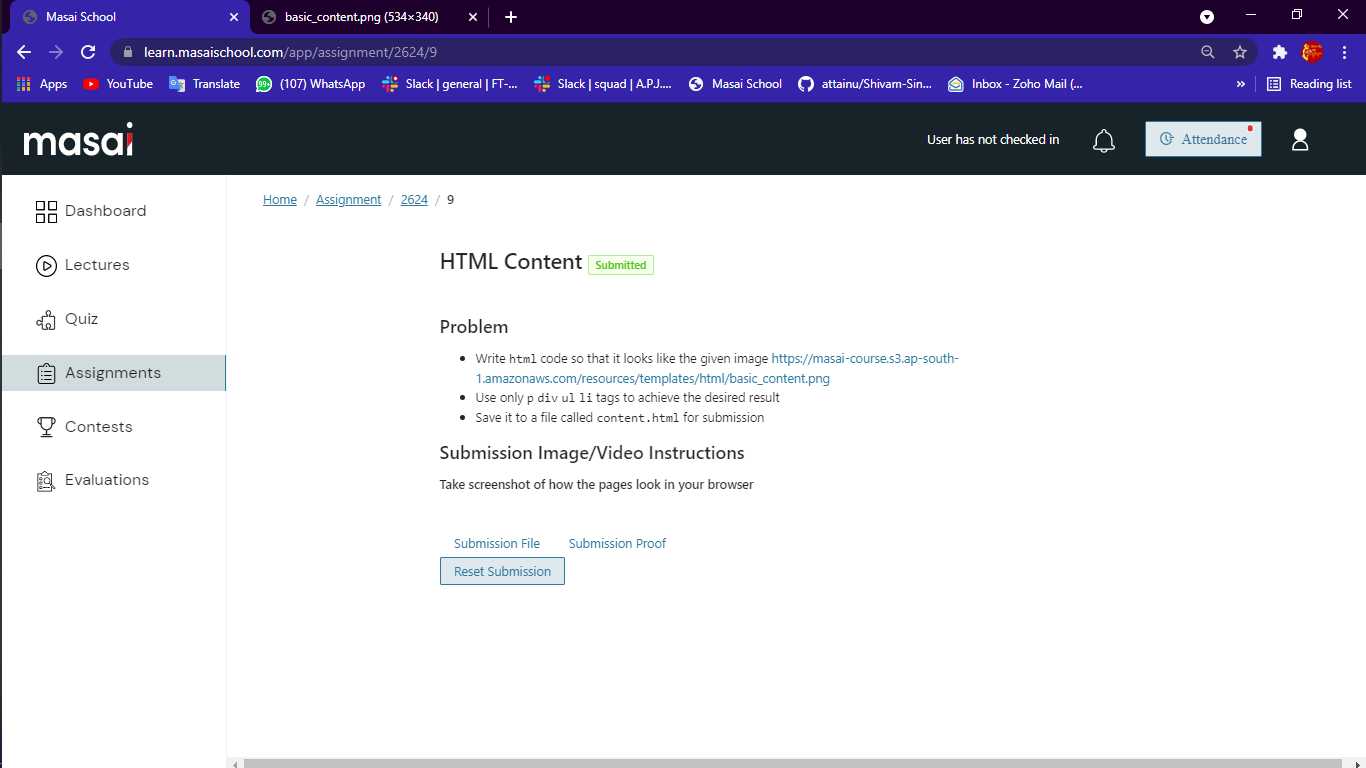 Masai School
basic_content.png (534×340)
learn.masaischool.com/app/assignment/2624/9
Apps
YouTube
Translate
99+
(107) WhatsApp
Slack | general | FT-...
Slack | squad | A.P.J....
Masai School
attainu/Shivam-Sin...
Inbox - Zoho Mail (...
»
Reading list
masai
User has not checked in
Attendance
Dashboard
Lectures
Quiz
Assignments
Contests
Evaluations
Home / Assignment / 2624 / 9
HTML Content Submitted
Problem
• Write html code so that it looks like the given image https://masai-course.s3.ap-south-
1.amazonaws.com/resources/templates/html/basic_content.png
• Use only p div ul li tags to achieve the desired result
• Save it to a file called content.html for submission
Submission Image/Video Instructions
Take screenshot of how the pages look in your browser
Submission File Submission Proof
Reset Submission